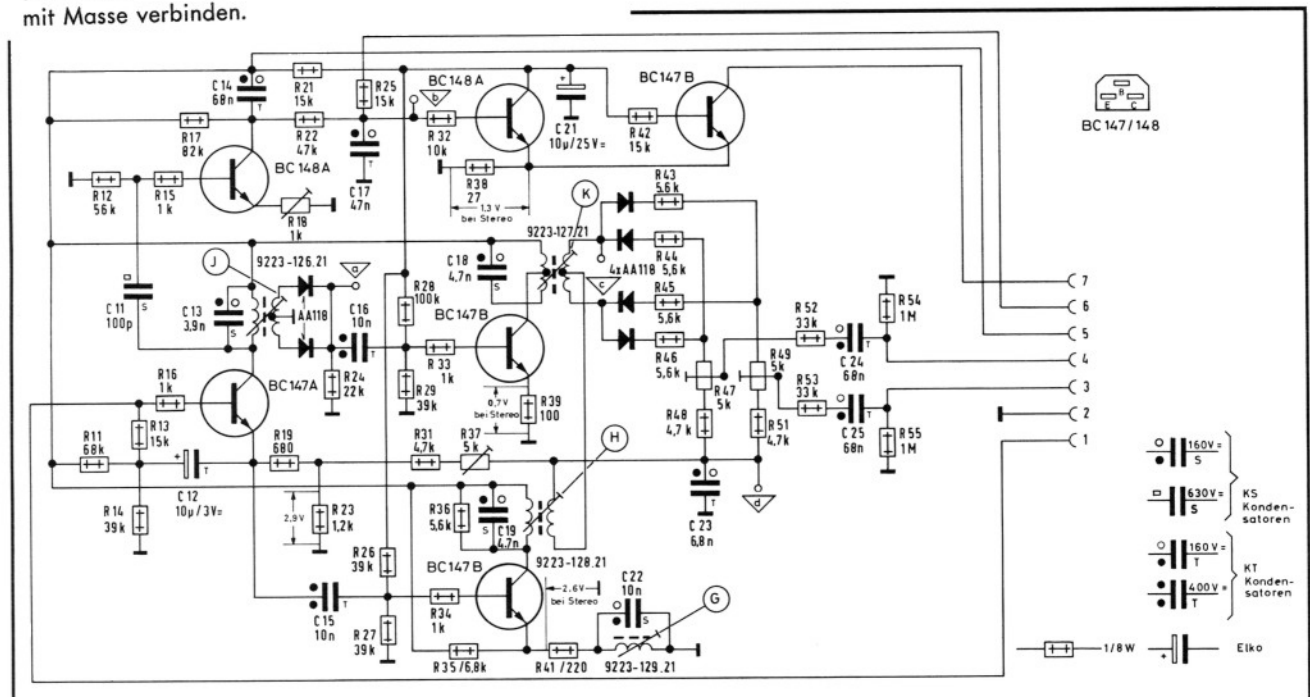 mit Masse verbinden.
C14
68n
T
R21
15k
R25
15k
BC148A
b
BC147B
B
E C
BC 147/148
R17
82k
R22
47k
R32
10k
C21
10µ/25V=
R42
15k
BC148A
C17
47n
T
R12
56k
R15
1k
R18
1k
R38
27
1,3 V
bei Stereo
K
R43
5,6k
J
9223-126.21
a
C18
4,7n
S
9223-127.21
R44
5,6k
4xAA118
c
R45
5,6k
C11
100p
S
C13
3,9n
S
AA118
C16
10n
T
R28
100k
BC147B
R52
33k
R54
1M
7
6
5
4
3
2
1
R16
1k
BC147A
R24
22k
R29
39k
R33
1k
0,7V
bei Stereo
R39
100
R46
5,6k
R47
5k
R49
5k
C24
68n
T
R53
33k
C25
68n
T
R55
1M
R13
15k
R11
68k
R19
680
R31
4,7k
R37
5k
H
R48
4,7k
R51
4,7k
C12
10µ/3V=
T
R14
39k
2,9V
R23
1,2k
R36
5,6k
C19
4,7n
S
C23
6,8n
T
d
9223-128.21
R26
39k
BC147B
2,6V
bei Stereo
C22
10n
S
G
C15
10n
T
R27
39k
R34
1k
R35/6,8k
R41/220
9223-129.21
160V=
S
630V=
S
KS
Konden-
satoren
160V=
T
400V=
T
KT
Konden-
satoren
1/8W
Elko